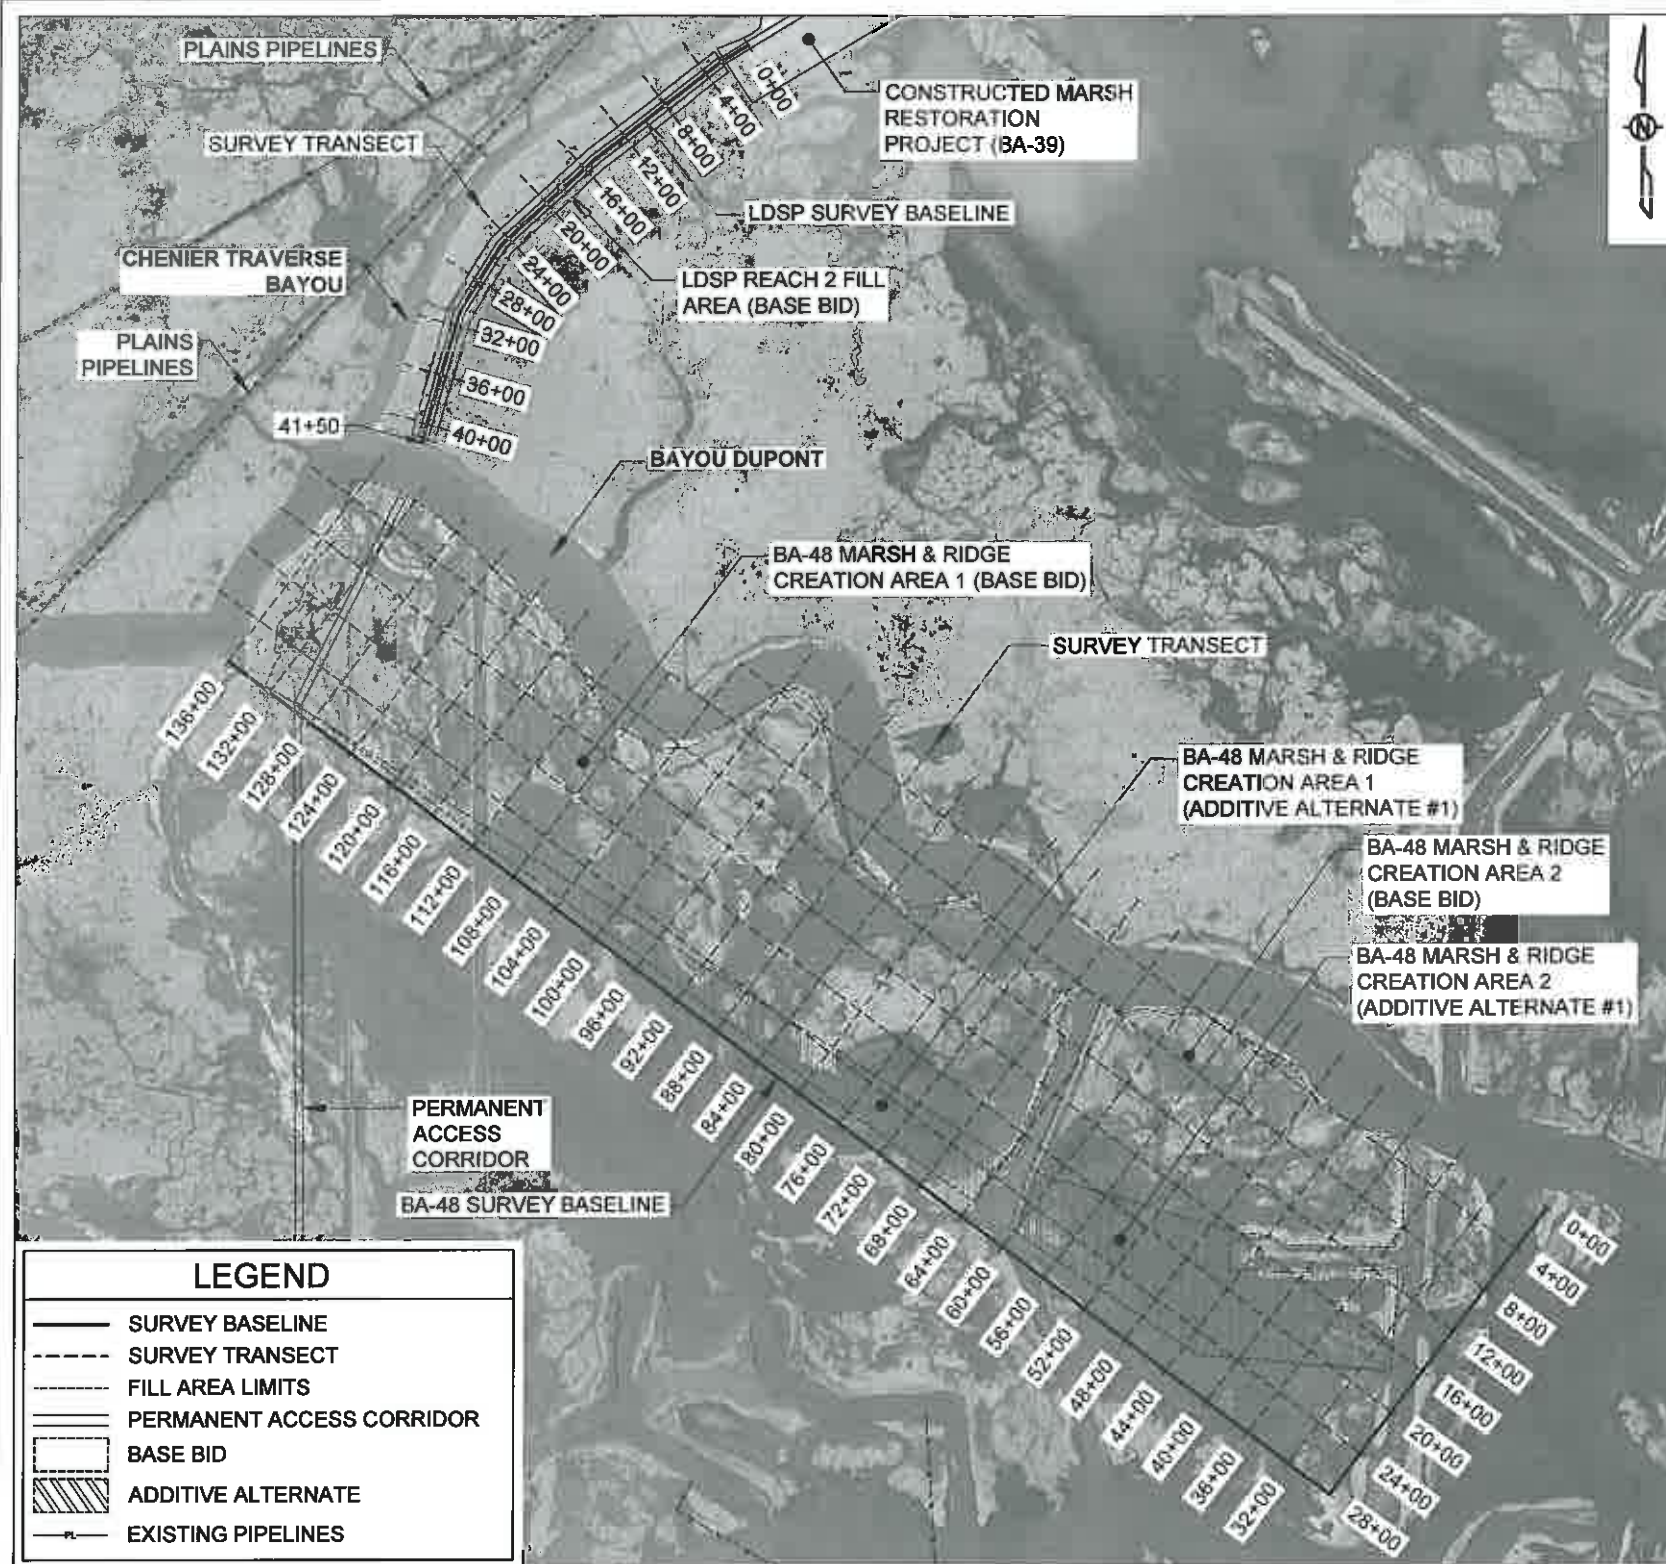 PLAINS PIPELINES
0+00
CONSTRUCTED MARSH
RESTORATION
PROJECT (BA-39)
N
4+00
SURVEY TRANSECT
8+00
12+00
16+00
LDSP SURVEY BASELINE
20+00
CHENIER TRAVERSE
BAYOU
24+00
LDSP REACH 2 FILL
AREA (BASE BID)
28+00
32+00
PLAINS
PIPELINES
36+00
41+50
40+00
BAYOU DUPONT
BA-48 MARSH & RIDGE
CREATION AREA 1 (BASE BID)
SURVEY TRANSECT
136+00
132+00
128+00
124+00
120+00
116+00
112+00
108+00
104+00
100+00
96+00
92+00
88+00
84+00
80+00
76+00
72+00
68+00
64+00
60+00
56+00
52+00
48+00
44+00
40+00
36+00
32+00
BA-48 MARSH & RIDGE
CREATION AREA 1
(ADDITIVE ALTERNATE #1)
BA-48 MARSH & RIDGE
CREATION AREA 2
(BASE BID)
BA-48 MARSH & RIDGE
CREATION AREA 2
(ADDITIVE ALTERNATE #1)
PERMANENT
ACCESS
CORRIDOR
BA-48 SURVEY BASELINE
0+00
4+00
8+00
12+00
16+00
20+00
24+00
28+00
LEGEND
SURVEY BASELINE
SURVEY TRANSECT
FILL AREA LIMITS
PERMANENT ACCESS CORRIDOR
BASE BID
ADDITIVE ALTERNATE
PL
EXISTING PIPELINES